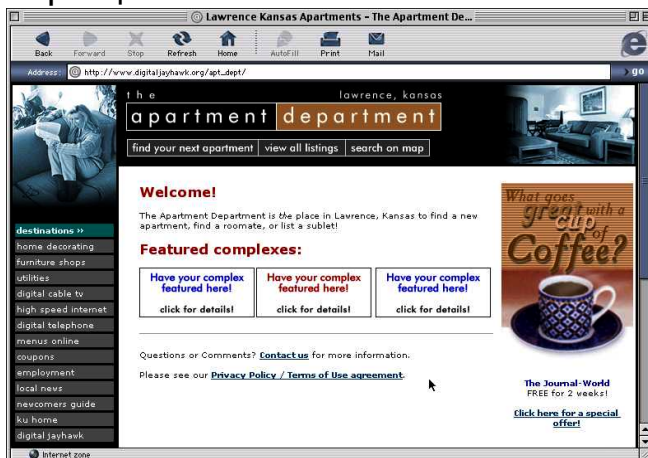 Lawrence Kansas Apartments - The Apartment De...
Back Forward Stop Refresh Home AutoFill Print Mail
Address: http://www.digitaljayhawk.org/apt_dept/ go
the lawrence, kansas
apartment department
find your next apartment view all listings search on map
Welcome!
The Apartment Department is the place in Lawrence, Kansas to find a new
apartment, find a roomate, or list a sublet!
Featured complexes:
Have your complex
featured here!
click for details!
Have your complex
featured here!
click for details!
Have your complex
featured here!
click for details!
Questions or Comments? Contact us for more information.
Please see our Privacy Policy / Terms of Use agreement.
destinations »
home decorating
furniture shops
utilities
digital cable tv
high speed internet
digital telephone
menus online
coupons
employment
local news
newcomers guide
ku home
digital jayhawk
What goes
great with a
cup
of
Coffee?
The Journal-World
FREE for 2 weeks!
Click here for a special
offer!
Internet zone